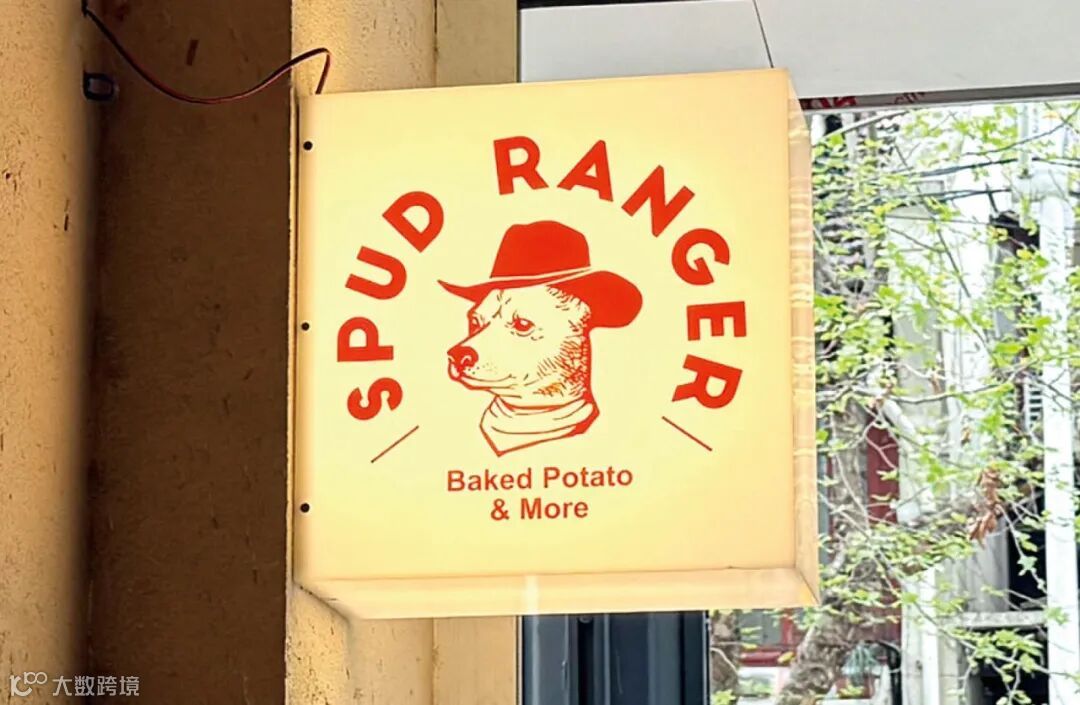 SPUD RANGER
Baked Potato
& More
大数跨境